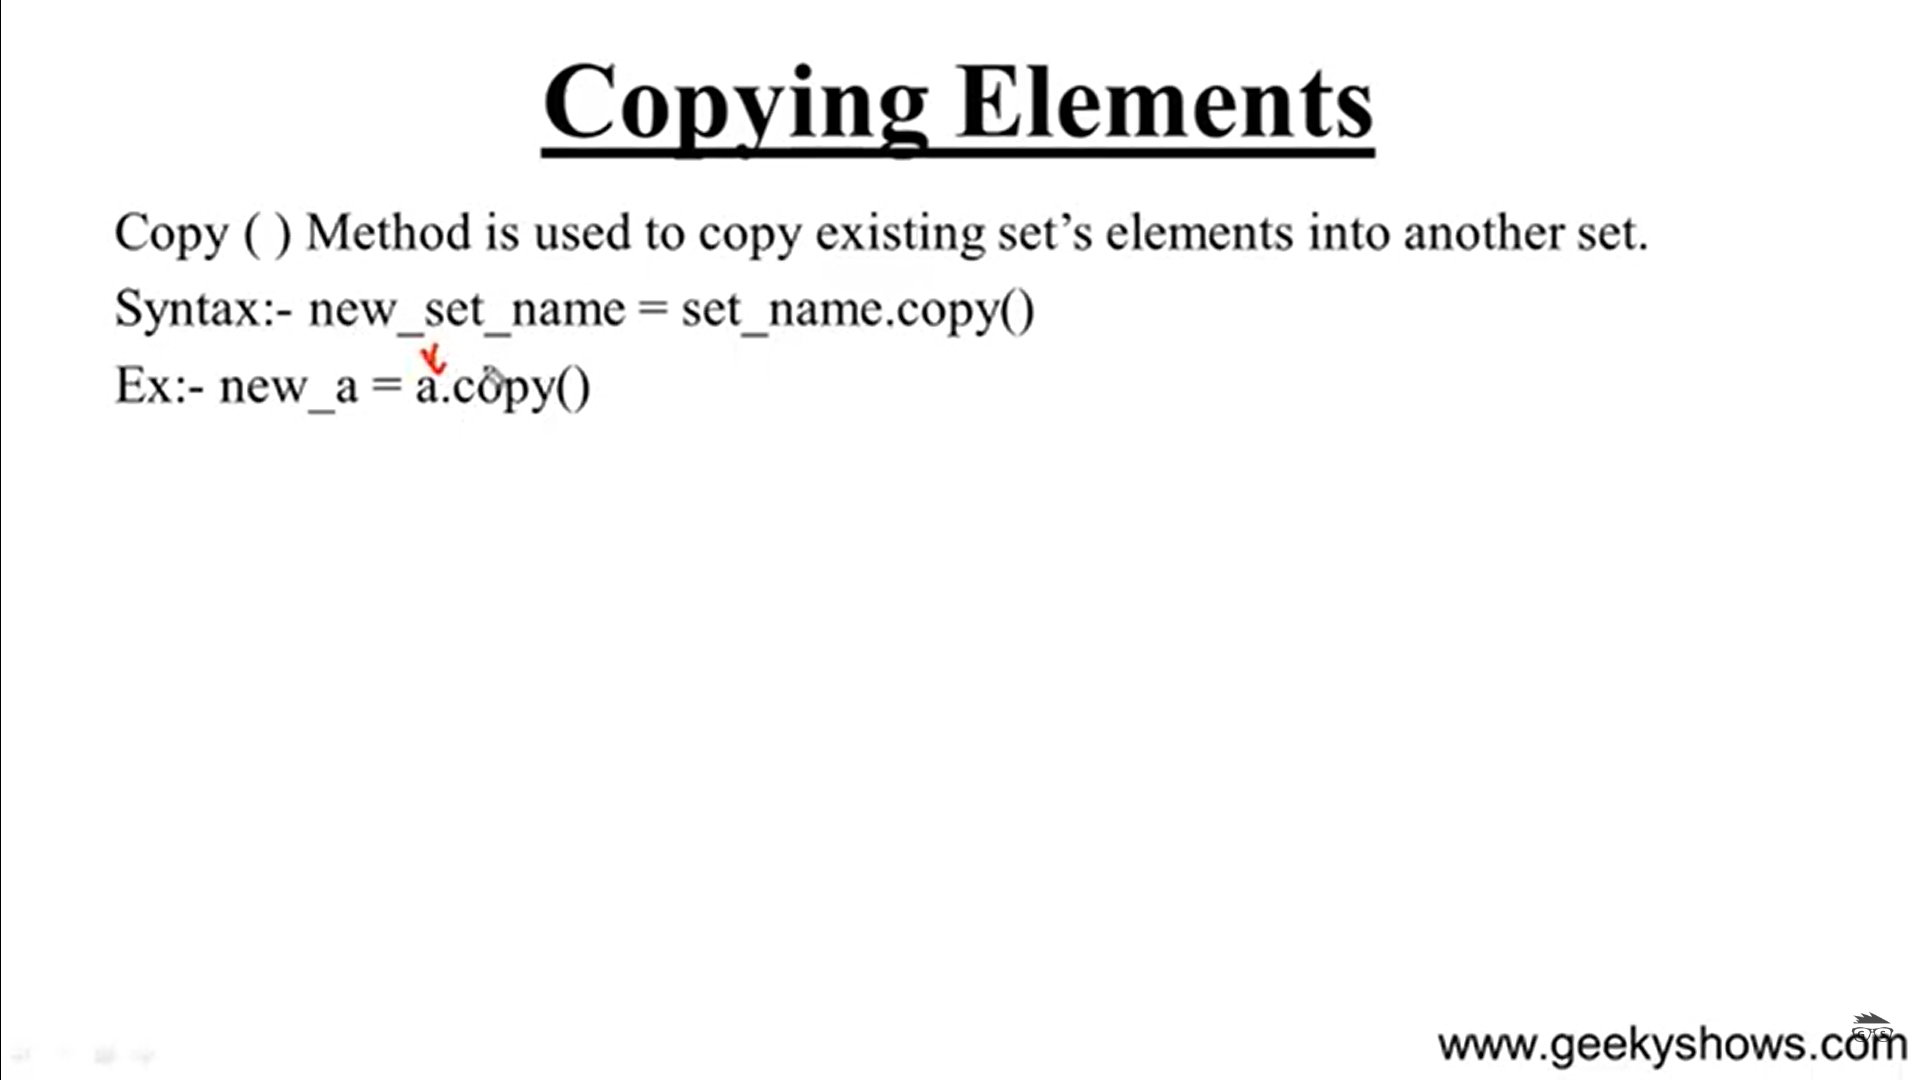 Copying Elements
Copy ( ) Method is used to copy existing set’s elements into another set.
Syntax:- new_set_name = set_name.copy()
Ex:- new_a = a.copy()
www.geekyshows.com